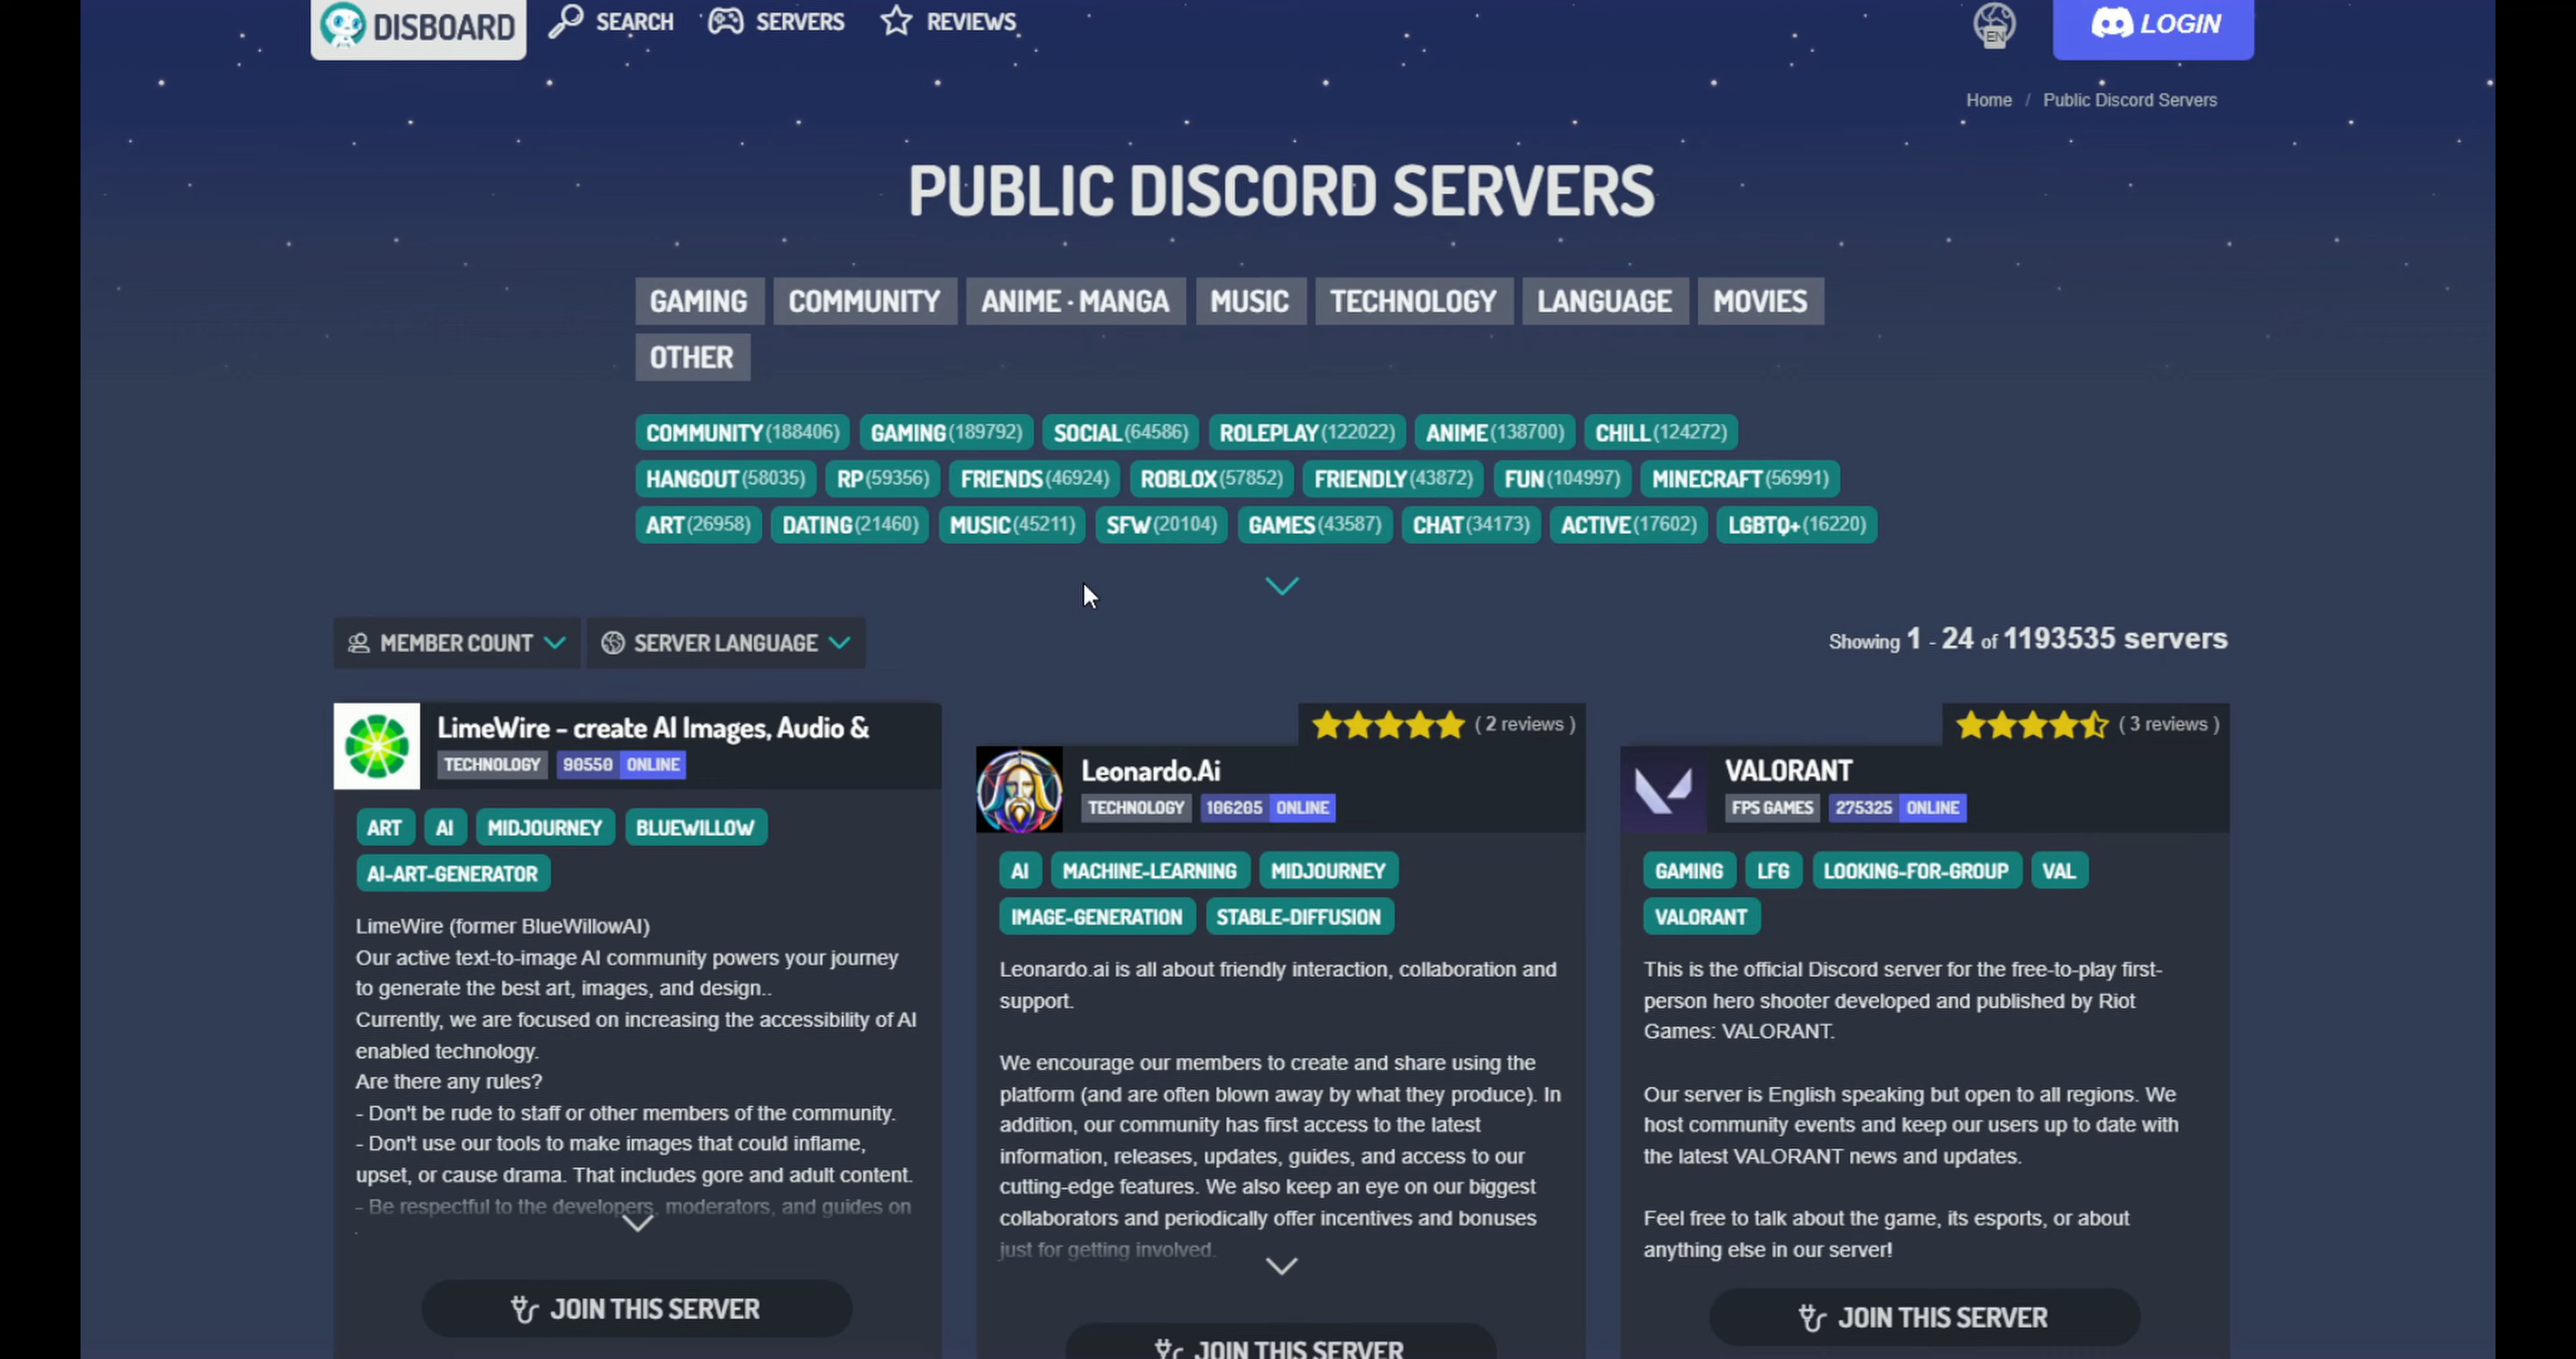 DISBOARD SEARCH SERVERS REVIEWS EN LOGIN
Home / Public Discord Servers
PUBLIC DISCORD SERVERS
GAMING COMMUNITY ANIME · MANGA MUSIC TECHNOLOGY LANGUAGE MOVIES
OTHER
COMMUNITY(188406) GAMING(189792) SOCIAL(64586) ROLEPLAY(122022) ANIME(138700) CHILL(124272)
HANGOUT(58035) RP(59356) FRIENDS(46924) ROBLOX(57852) FRIENDLY(43872) FUN(104997) MINECRAFT(56991)
ART(26958) DATING(21460) MUSIC(45211) SFW(20104) GAMES(43587) CHAT(34173) ACTIVE(17602) LGBTQ+(16220)
MEMBER COUNT SERVER LANGUAGE
Showing 1 - 24 of 1193535 servers
LimeWire – create AI Images, Audio &
TECHNOLOGY 90550 ONLINE
ART AI MIDJOURNEY BLUEWILLOW
AI-ART-GENERATOR
LimeWire (former BlueWillowAI)
Our active text-to-image AI community powers your journey
to generate the best art, images, and design..
Currently, we are focused on increasing the accessibility of AI
enabled technology.
Are there any rules?
- Don't be rude to staff or other members of the community.
- Don't use our tools to make images that could inflame,
upset, or cause drama. That includes gore and adult content.
- Be respectful to the developers, moderators, and guides on
JOIN THIS SERVER
( 2 reviews )
Leonardo.Ai
TECHNOLOGY 106205 ONLINE
AI MACHINE-LEARNING MIDJOURNEY
IMAGE-GENERATION STABLE-DIFFUSION
Leonardo.ai is all about friendly interaction, collaboration and
support.
We encourage our members to create and share using the
platform (and are often blown away by what they produce). In
addition, our community has first access to the latest
information, releases, updates, guides, and access to our
cutting-edge features. We also keep an eye on our biggest
collaborators and periodically offer incentives and bonuses
just for getting involved.
JOIN THIS SERVER
( 3 reviews )
VALORANT
FPS GAMES 275325 ONLINE
GAMING LFG LOOKING-FOR-GROUP VAL
VALORANT
This is the official Discord server for the free-to-play first-
person hero shooter developed and published by Riot
Games: VALORANT.
Our server is English speaking but open to all regions. We
host community events and keep our users up to date with
the latest VALORANT news and updates.
Feel free to talk about the game, its esports, or about
anything else in our server!
JOIN THIS SERVER